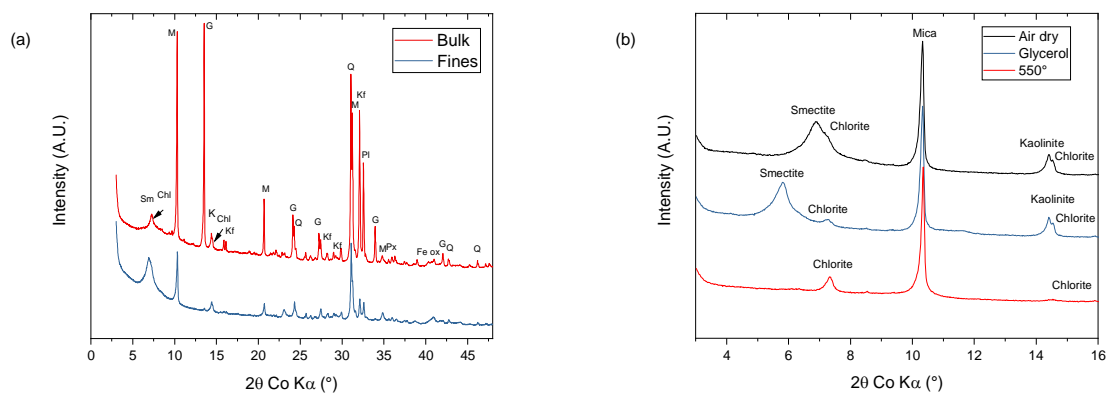 (a)
Intensity (A.U.)
M
G
Bulk
Fines
Q
M
Kf
Pl
Sm
Chl
K
Chl
Kf
M
G
Q
G
Kf
Kf
G
M
Px
Fe ox
G
Q
Q
0 5 10 15 20 25 30 35 40 45
2θ Co Kα (°)
(b)
Intensity (A.U.)
Mica
Air dry
Glycerol
550°
Smectite
Chlorite
Kaolinite
Chlorite
Smectite
Chlorite
Kaolinite
Chlorite
Chlorite
Chlorite
4 6 8 10 12 14 16
2θ Co Kα (°)